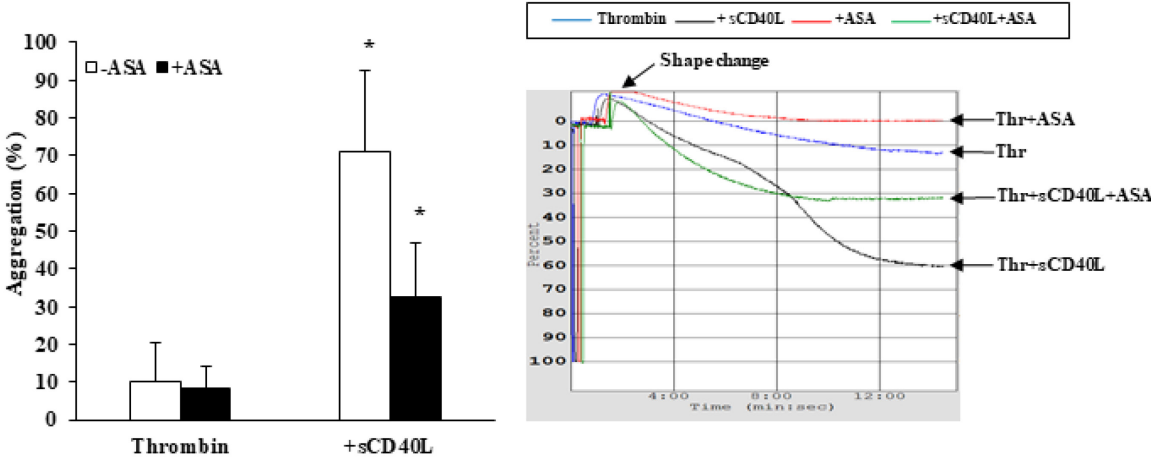 100
90
80
70
60
50
40
30
20
10
0
Aggregation (%)
-ASA +ASA
*
*
Thrombin +sCD40L
Thrombin + sCD40L +ASA +sCD40L+ASA
Shape change
0
10
20
30
40
50
60
70
80
90
100
Percent
4:00 8:00 12:00
Time (min:sec)
Thr+ASA
Thr
Thr+sCD40L+ASA
Thr+sCD40L